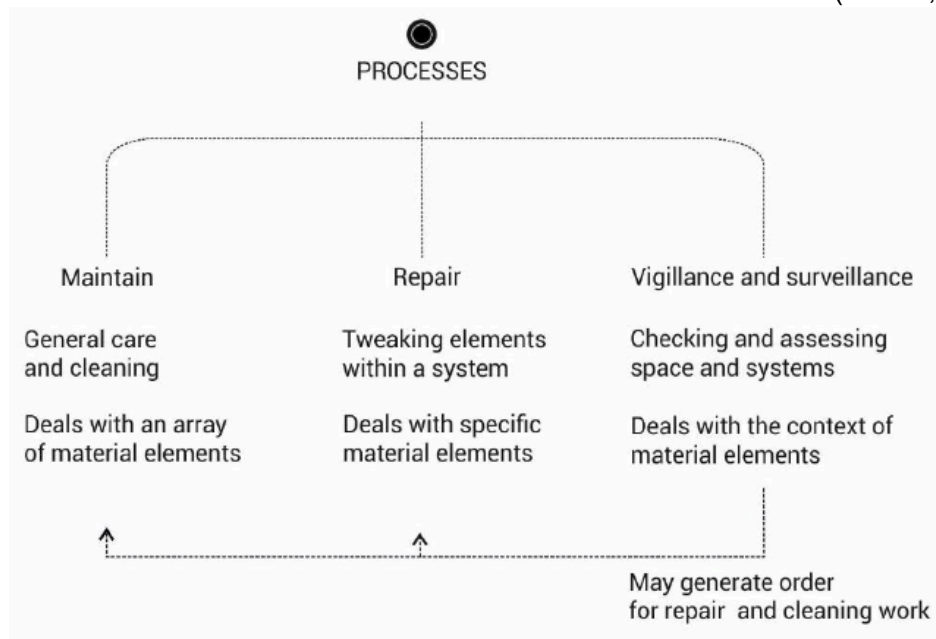 PROCESSES
Maintain
General care
and cleaning
Deals with an array
of material elements
Repair
Tweaking elements
within a system
Deals with specific
material elements
Vigillance and surveillance
Checking and assessing
space and systems
Deals with the context of
material elements
May generate order
for repair and cleaning work